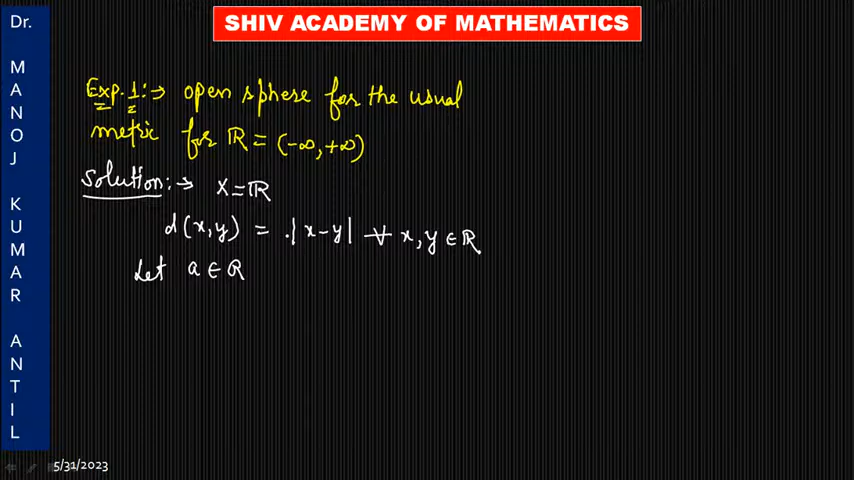 SHIV ACADEMY OF MATHEMATICS
Dr.
M
A
N
O
J
K
U
M
A
R
A
N
T
I
L
Exp. 1:→ open sphere for the usual
metric for ℝ = (-∞, +∞)
Solution:→ X = ℝ
d(x, y) = |x-y| ∀ x, y ∈ ℝ
Let a ∈ ℝ
5/31/2023